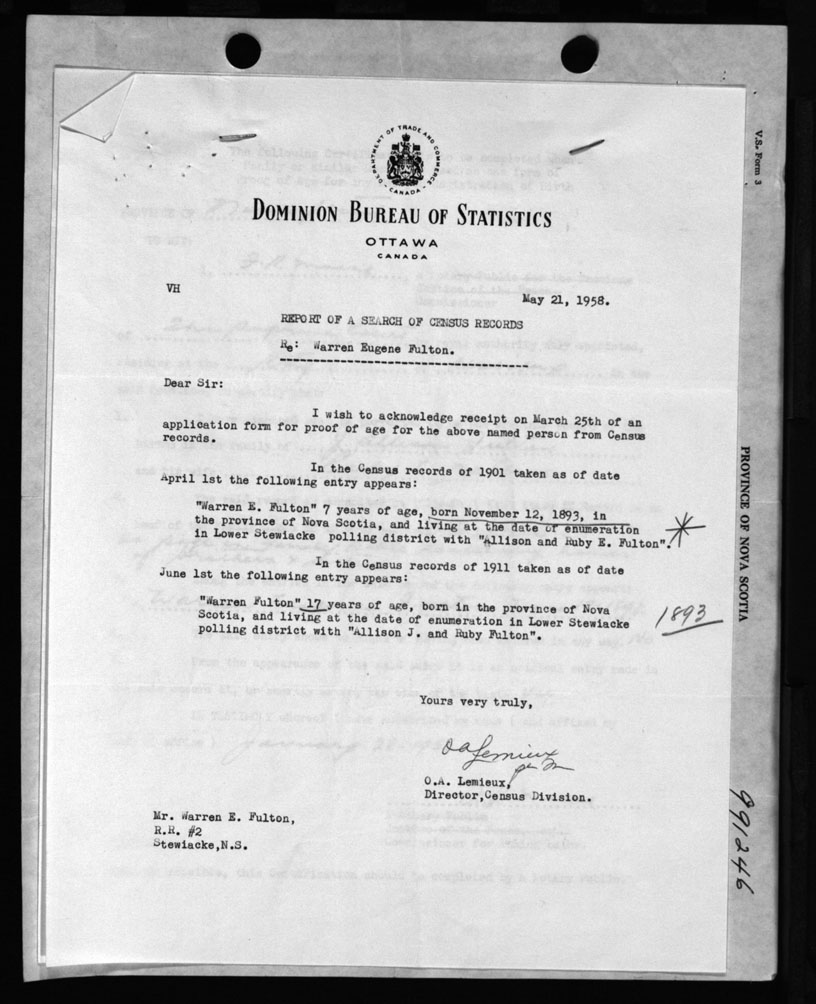 DEPARTMENT OF TRADE AND COMMERCE
CANADA
DOMINION BUREAU OF STATISTICS
OTTAWA
CANADA
VH
May 21, 1958.
REPORT OF A SEARCH OF CENSUS RECORDS
Re: Warren Eugene Fulton.
Dear Sir:
I wish to acknowledge receipt on March 25th of an
application form for proof of age for the above named person from Census
records.
In the Census records of 1901 taken as of date
April 1st the following entry appears:
"Warren E. Fulton" 7 years of age, born November 12, 1893, in
the province of Nova Scotia, and living at the date of enumeration
in Lower Stewiacke polling district with "Allison and Ruby E. Fulton".
In the Census records of 1911 taken as of date
June 1st the following entry appears:
"Warren Fulton" 17 years of age, born in the province of Nova
Scotia, and living at the date of enumeration in Lower Stewiacke
polling district with "Allison J. and Ruby Fulton".
1893
Yours very truly,
OALemieux
O.A. Lemieux,
Director,Census Division.
Mr. Warren E. Fulton,
R.R. #2
Stewiacke,N.S.
V.S. Form 3
PROVINCE OF NOVA SCOTIA
991246